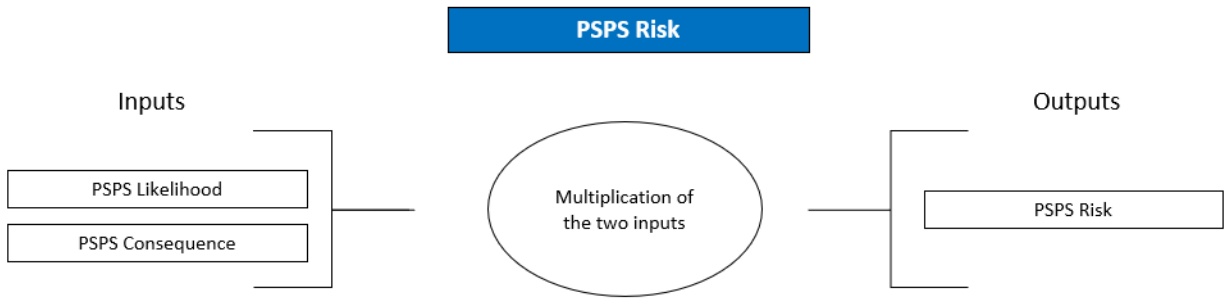 PSPS Risk
Inputs
Outputs
PSPS Likelihood
PSPS Consequence
Multiplication of
the two inputs
PSPS Risk